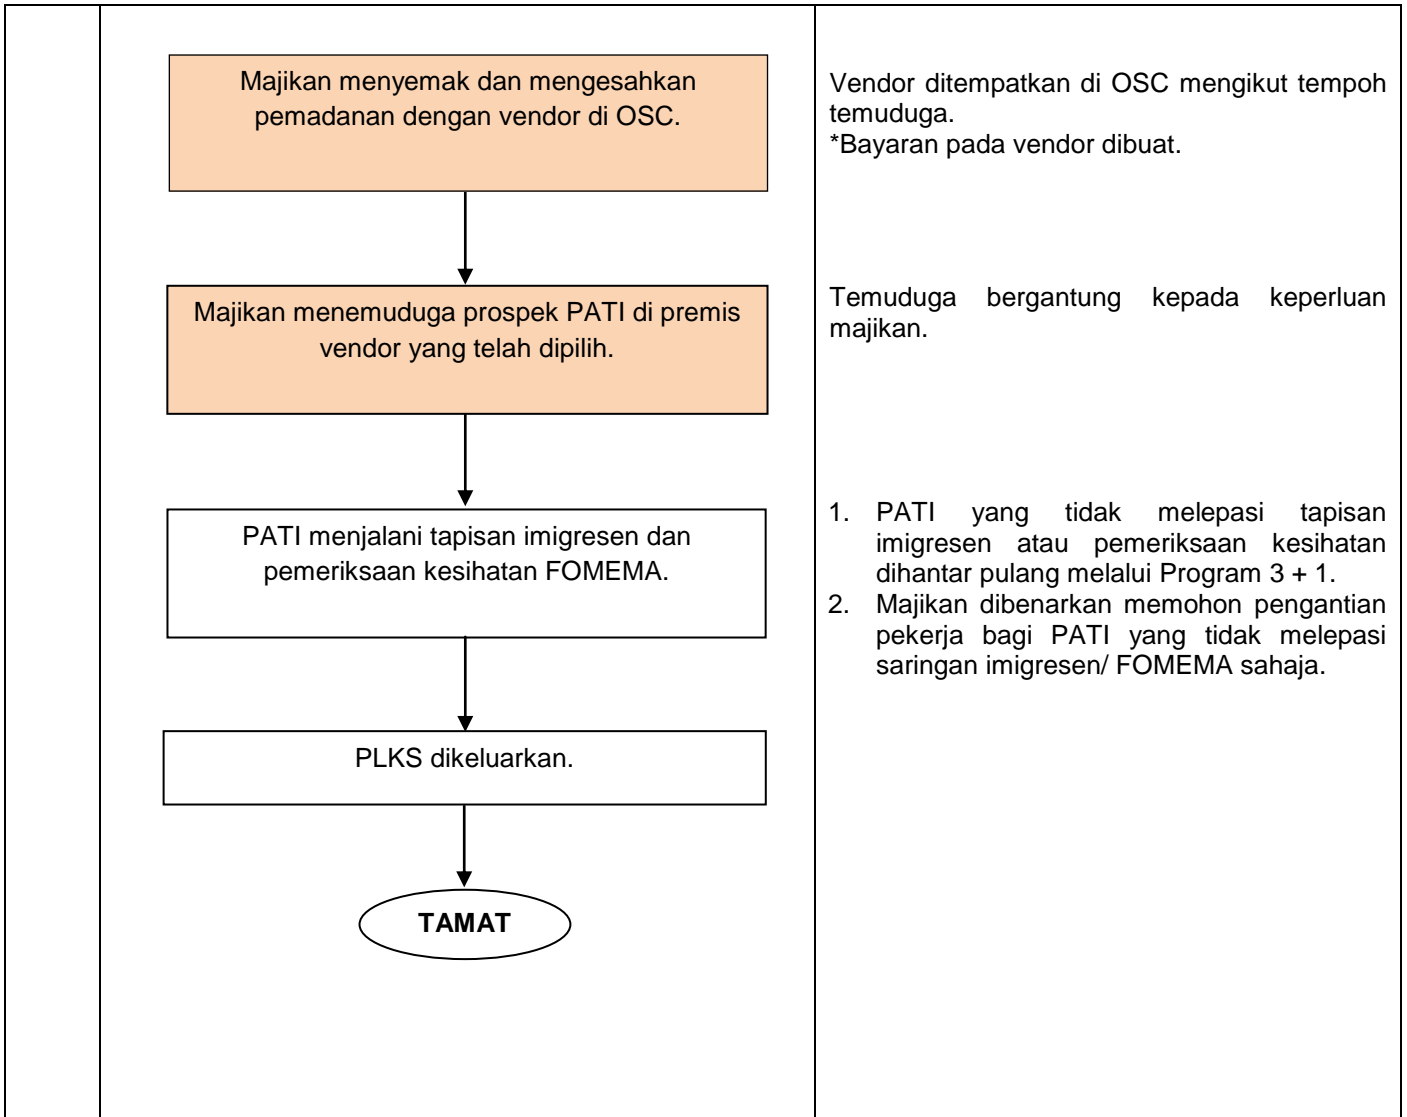 Majikan menyemak dan mengesahkan
pemadanan dengan vendor di OSC.
Vendor ditempatkan di OSC mengikut tempoh
temuduga.
*Bayaran pada vendor dibuat.
Majikan menemuduga prospek PATI di premis
vendor yang telah dipilih.
Temuduga bergantung kepada keperluan
majikan.
PATI menjalani tapisan imigresen dan
pemeriksaan kesihatan FOMEMA.
1. PATI yang tidak melepasi tapisan
imigresen atau pemeriksaan kesihatan
dihantar pulang melalui Program 3 + 1.
2. Majikan dibenarkan memohon pengantian
pekerja bagi PATI yang tidak melepasi
saringan imigresen/ FOMEMA sahaja.
PLKS dikeluarkan.
TAMAT